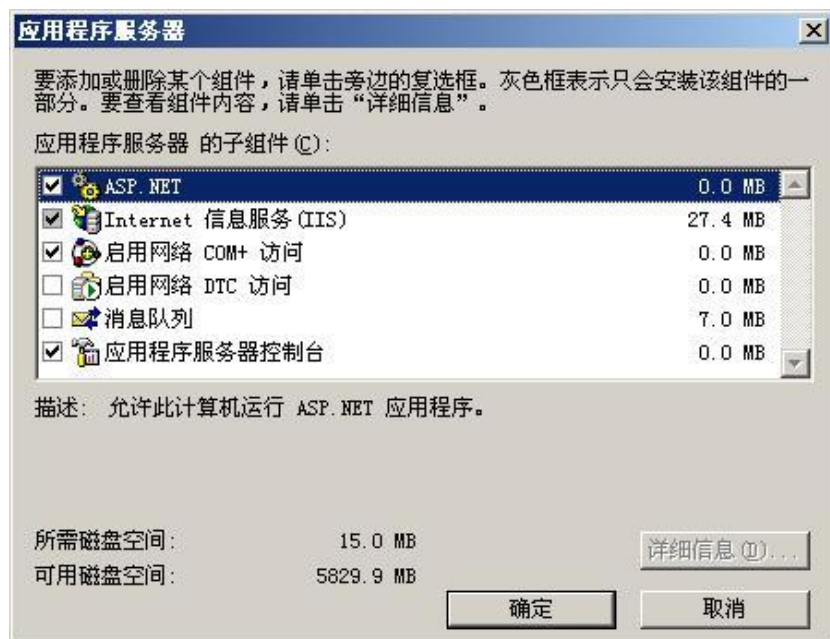 应用程序服务器
要添加或删除某个组件，请单击旁边的复选框。灰色框表示只会安装该组件的一
部分。要查看组件内容，请单击“详细信息”。
应用程序服务器 的子组件(C):
ASP.NET 0.0 MB
Internet 信息服务(IIS) 27.4 MB
启用网络 COM+ 访问 0.0 MB
启用网络 DTC 访问 0.0 MB
消息队列 7.0 MB
应用程序服务器控制台 0.0 MB
描述: 允许此计算机运行 ASP.NET 应用程序。
所需磁盘空间: 15.0 MB
详细信息(D)...
可用磁盘空间: 5829.9 MB
确定 取消